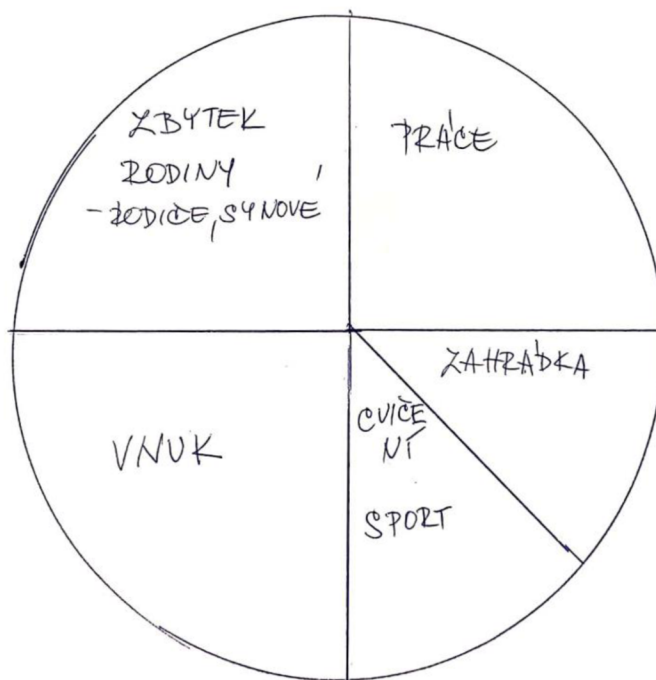 ZBYTEK
RODINY
- RODIČE, SYNOVÉ
PRÁCE
ZAHRÁDKA
CVIČE
NÍ
SPORT
VNUK